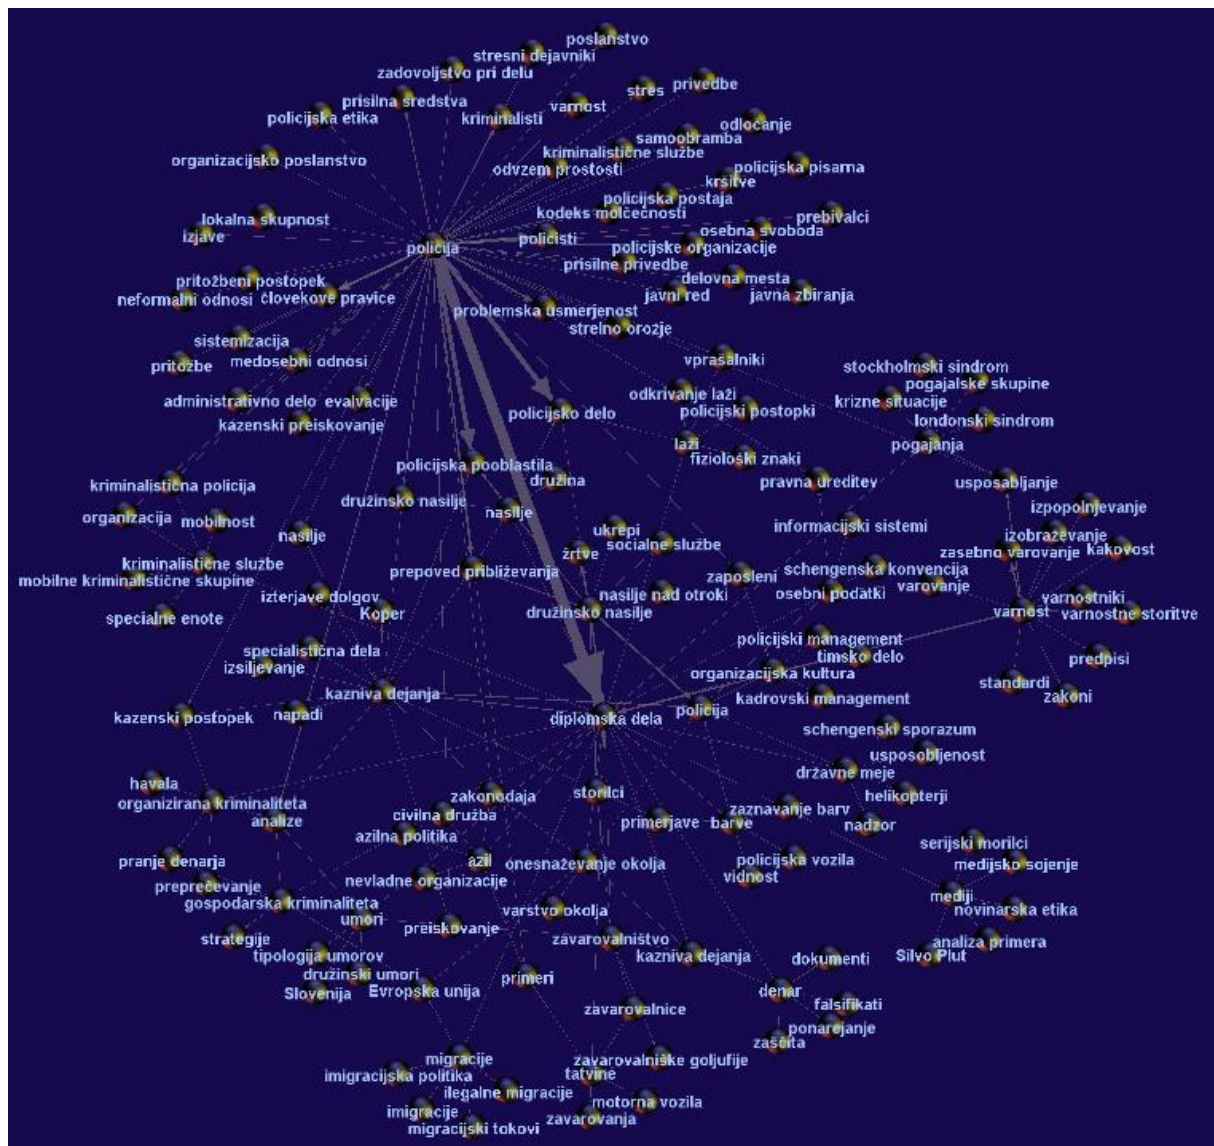 poslanstvo
stresni dejavniki
zadovoljstvo pri delu
stres
privedbe
prisilna sredstva
policijska etika
kriminalisti
varnost
samoobramba
odločanje
organizacijsko poslanstvo
kriminalistične službe
odvzem prostosti
policijska pisarna
kršitve
policijska postaja
kodeks molčečnosti
lokalna skupnost
prebivalci
izjave
osebna svoboda
policija
policisti
policijske organizacije
prisilne privedbe
pritožbeni postopek
delovna mesta
neformalni odnosi
človekove pravice
javni red
javna zbiranja
problemska usmerjenost
strelno orožje
sistemizacija
pritožbe
medosebni odnosi
vprašalniki
stockholmski sindrom
pogajalske skupine
administrativno delo
evalvacije
odkrivanje laži
krizne situacije
policijsko delo
policijski postopki
londonski sindrom
kazenski preiskovanje
laži
pogajanja
fiziološki znaki
policijska pooblastila
kriminalistična policija
družinsko nasilje
družina
pravna ureditev
usposabljanje
organizacija
mobilnost
nasilje
nasilje
ukrepi
informacijski sistemi
izpopolnjevanje
izobraževanje
socialne službe
žrtve
zasebno varovanje
kakovost
kriminalistične službe
mobilne kriminalistične skupine
prepoved približevanja
zaposleni
schengenska konvencija
varovanje
izterjave dolgov
nasilje nad otroki
osebni podatki
varnostniki
specialne enote
Koper
družinsko nasilje
varnost
varnostne storitve
policijski management
specialistična dela
timsko delo
predpisi
izsiljevanje
organizacijska kultura
standardi
kazniva dejanja
kadrovski management
zakoni
kazenski postopek
napadi
diplomska dela
policija
schengenski sporazum
usposobljenost
državne meje
havala
organizirana kriminaliteta
zakonodaja
storilci
helikopterji
analize
civilna družba
zaznavanje barv
primerjave
barve
nadzor
azilna politika
serijski morilci
pranje denarja
azil
onesnaževanje okolja
policijska vozila
medijsko sojenje
preprečevanje
nevladne organizacije
vidnost
gospodarska kriminaliteta
mediji
umori
varstvo okolja
novinarska etika
strategije
preiskovanje
zavarovalništvo
tipologija umorov
kazniva dejanja
dokumenti
Silvo Plut
analiza primera
družinski umori
primeri
Slovenija
Evropska unija
denar
falsifikati
zavarovalnice
ponarejanje
zaščita
migracije
zavarovalniške goljufije
imigracijska politika
tatvine
ilegalne migracije
motorna vozila
imigracije
zavarovanja
migracijski tokovi